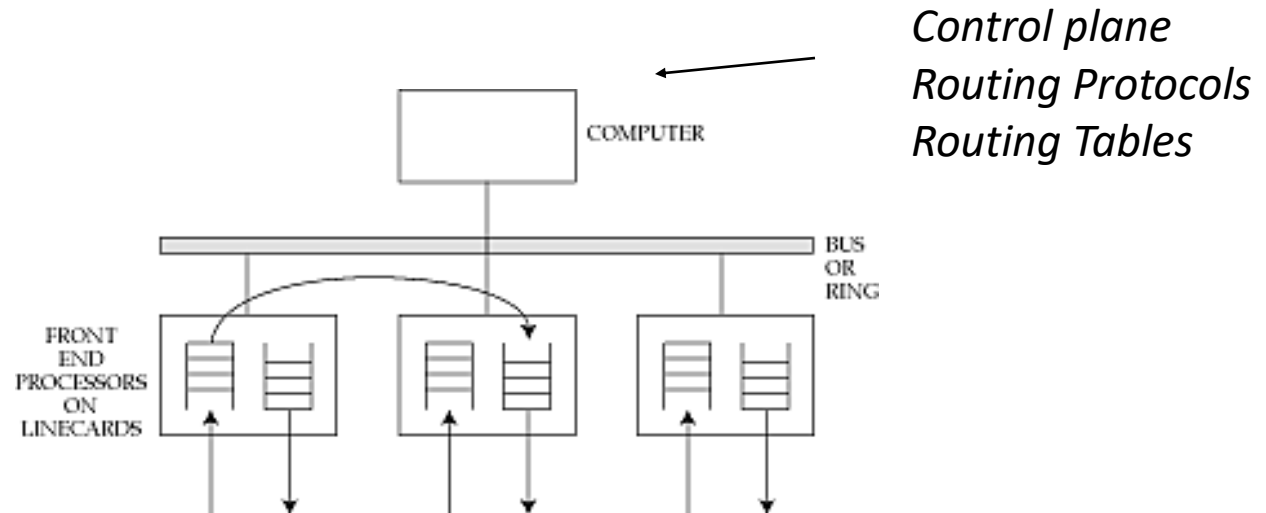 Control plane
Routing Protocols
Routing Tables
COMPUTER
BUS
OR
RING
FRONT
END
PROCESSORS
ON
LINECARDS